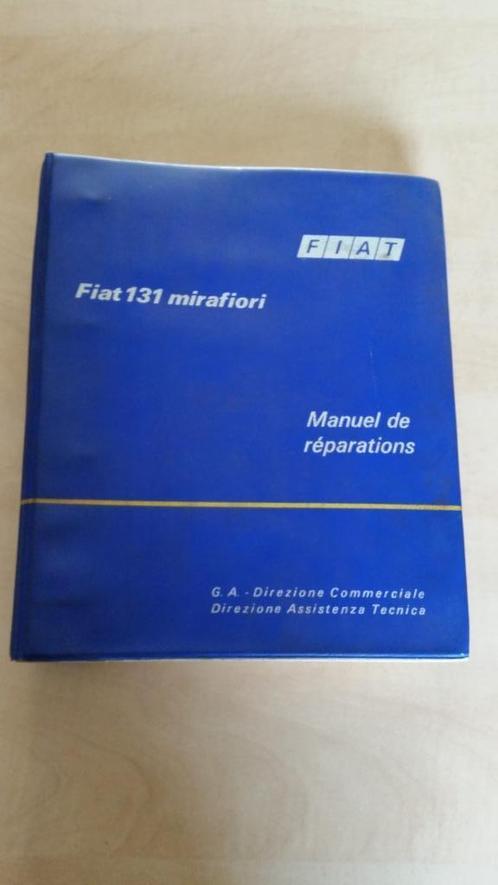 FIAT
Fiat 131 mirafiori
Manuel de
réparations
G. A. - Direzione Commerciale
Direzione Assistenza Tecnica